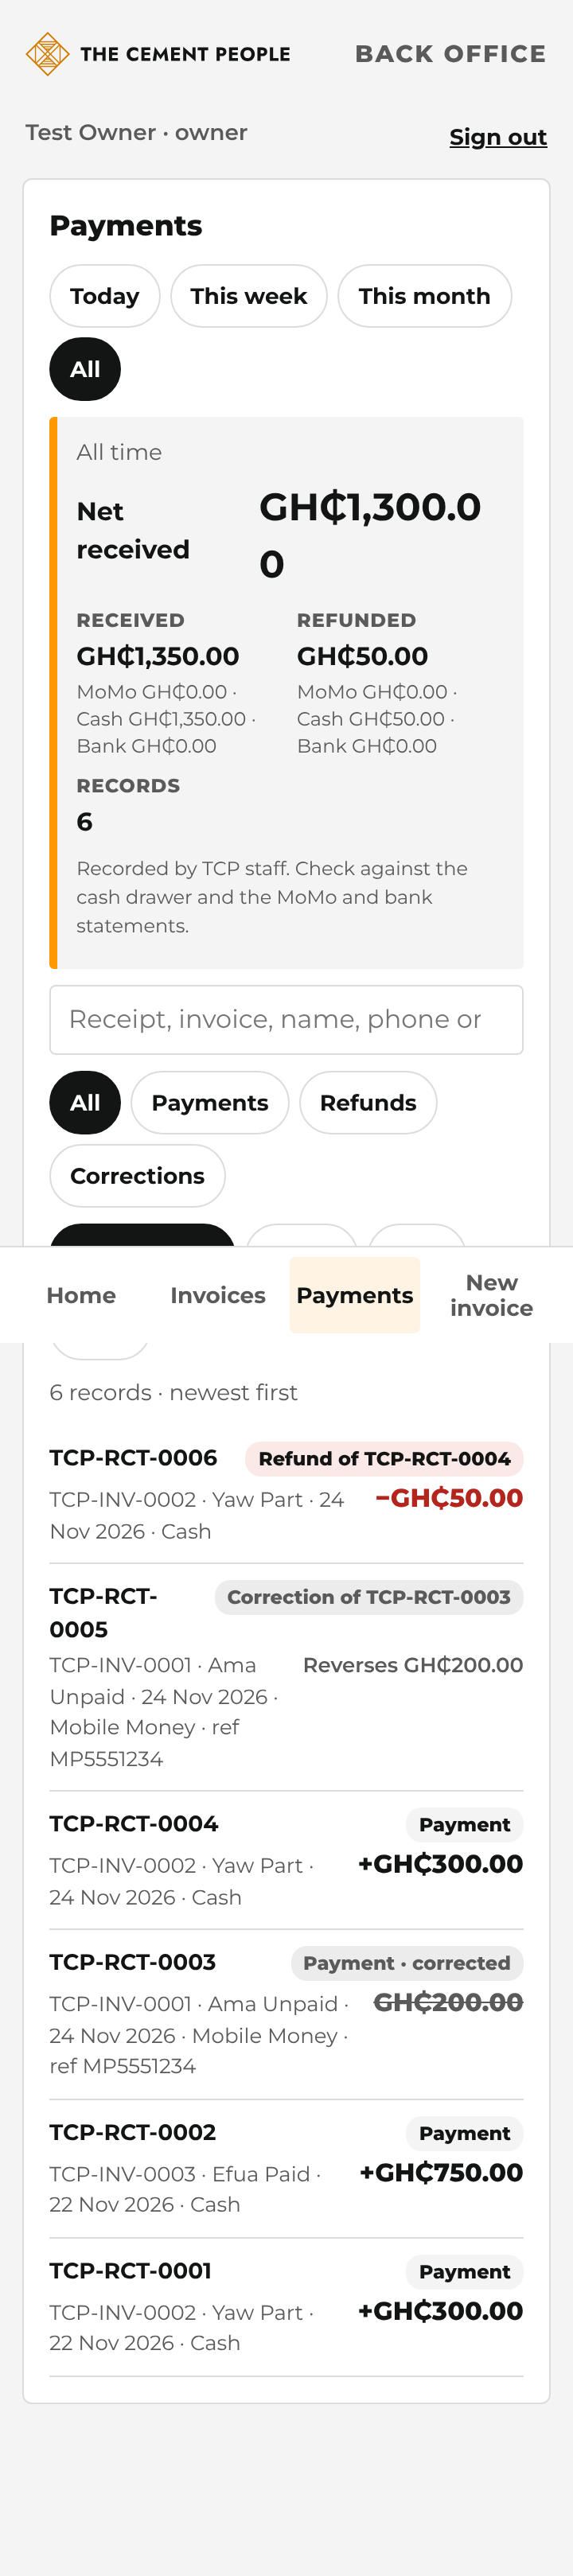 THE CEMENT PEOPLE
BACK OFFICE
Test Owner · owner
Sign out
Payments
Today
This week
This month
All
All time
Net
received
GH₵1,300.0
0
RECEIVED
GH₵1,350.00
MoMo GH₵0.00 ·
Cash GH₵1,350.00 ·
Bank GH₵0.00
REFUNDED
GH₵50.00
MoMo GH₵0.00 ·
Cash GH₵50.00 ·
Bank GH₵0.00
RECORDS
6
Recorded by TCP staff. Check against the
cash drawer and the MoMo and bank
statements.
Receipt, invoice, name, phone or
All
Payments
Refunds
Corrections
Home
Invoices
Payments
New
invoice
6 records · newest first
TCP-RCT-0006
Refund of TCP-RCT-0004
TCP-INV-0002 · Yaw Part · 24
Nov 2026 · Cash
−GH₵50.00
TCP-RCT-
0005
Correction of TCP-RCT-0003
TCP-INV-0001 · Ama
Unpaid · 24 Nov 2026 ·
Mobile Money · ref
MP5551234
Reverses GH₵200.00
TCP-RCT-0004
Payment
TCP-INV-0002 · Yaw Part ·
24 Nov 2026 · Cash
+GH₵300.00
TCP-RCT-0003
Payment · corrected
TCP-INV-0001 · Ama Unpaid ·
24 Nov 2026 · Mobile Money ·
ref MP5551234
GH₵200.00
TCP-RCT-0002
Payment
TCP-INV-0003 · Efua Paid ·
22 Nov 2026 · Cash
+GH₵750.00
TCP-RCT-0001
Payment
TCP-INV-0002 · Yaw Part ·
22 Nov 2026 · Cash
+GH₵300.00